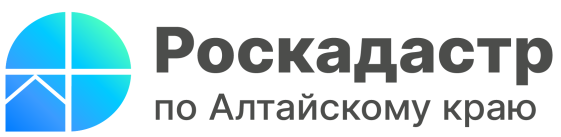 Роскадастр
по Алтайскому краю